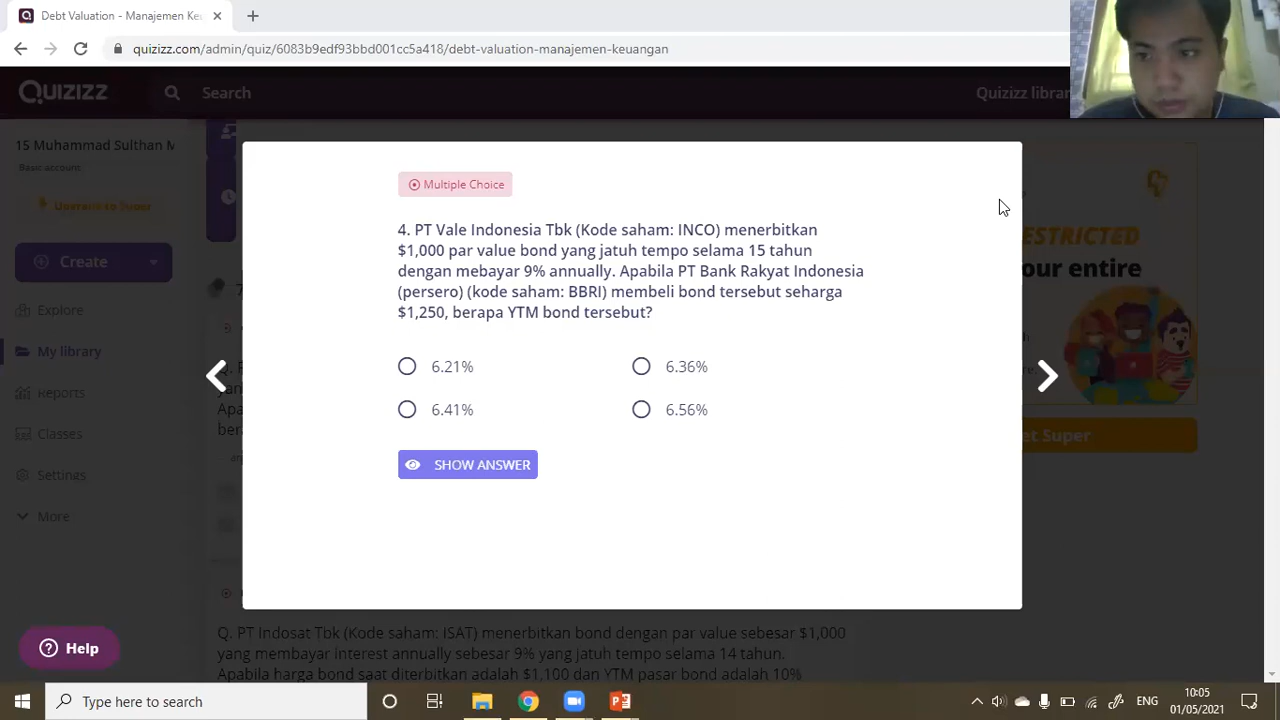 Debt Valuation - Manajemen Keu
quizizz.com/admin/quiz/6083b9edf93bbd001cc5a418/debt-valuation-manajemen-keuangan
QUIZIZZ
Search
Quizizz librar
15 Muhammad Sulthan M
Basic account
Upgrade to Super
Create
Explore
My library
Reports
Classes
Settings
More
Help
Multiple Choice
4. PT Vale Indonesia Tbk (Kode saham: INCO) menerbitkan
$1,000 par value bond yang jatuh tempo selama 15 tahun
dengan mebayar 9% annually. Apabila PT Bank Rakyat Indonesia
(persero) (kode saham: BBRI) membeli bond tersebut seharga
$1,250, berapa YTM bond tersebut?
6.21%
6.36%
6.41%
6.56%
SHOW ANSWER
RESTRICTED
our entire
et Super
Q. PT Indosat Tbk (Kode saham: ISAT) menerbitkan bond dengan par value sebesar $1,000
yang membayar interest annually sebesar 9% yang jatuh tempo selama 14 tahun.
Apabila harga bond saat diterbitkan adalah $1,100 dan YTM pasar bond adalah 10%
Type here to search
ENG
10:05
01/05/2021